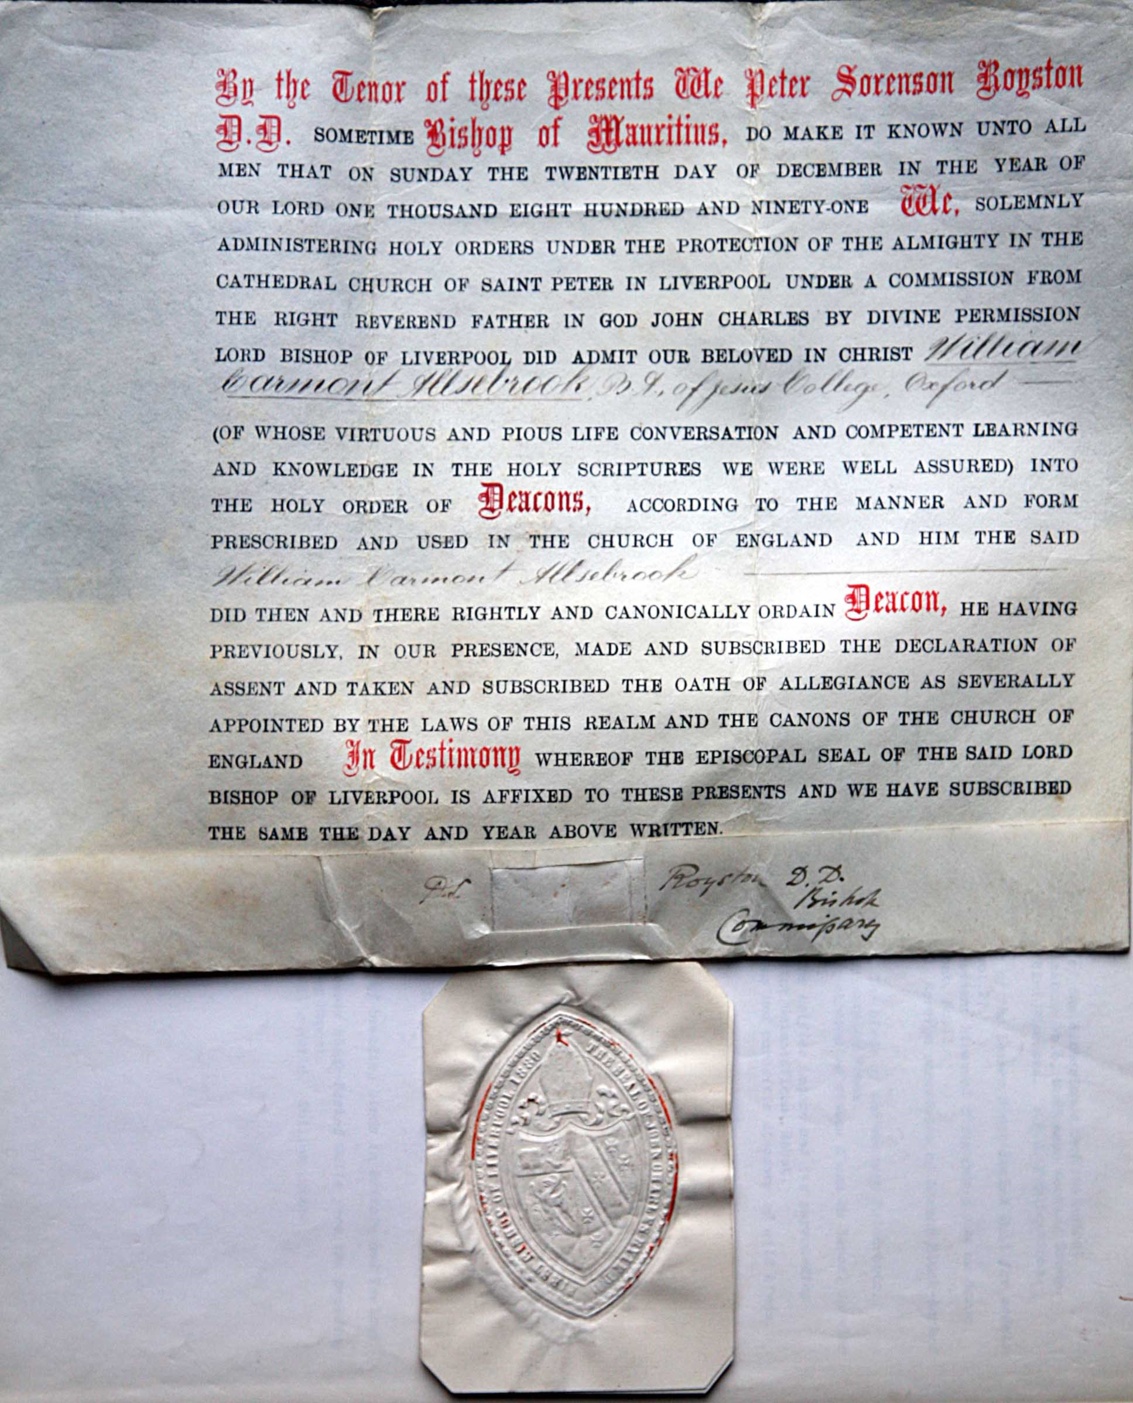 By the Tenor of these Presents We Peter Sorenson Royston
D.D. SOMETIME Bishop of Mauritius, DO MAKE IT KNOWN UNTO ALL
MEN THAT ON SUNDAY THE TWENTIETH DAY OF DECEMBER IN THE YEAR OF
OUR LORD ONE THOUSAND EIGHT HUNDRED AND NINETY-ONE We, SOLEMNLY
ADMINISTERING HOLY ORDERS UNDER THE PROTECTION OF THE ALMIGHTY IN THE
CATHEDRAL CHURCH OF SAINT PETER IN LIVERPOOL UNDER A COMMISSION FROM
THE RIGHT REVEREND FATHER IN GOD JOHN CHARLES BY DIVINE PERMISSION
LORD BISHOP OF LIVERPOOL DID ADMIT OUR BELOVED IN CHRIST William
Carmont Allsebrook, B.A. of Jesus College, Oxford
(OF WHOSE VIRTUOUS AND PIOUS LIFE CONVERSATION AND COMPETENT LEARNING
AND KNOWLEDGE IN THE HOLY SCRIPTURES WE WERE WELL ASSURED) INTO
THE HOLY ORDER OF Deacons, ACCORDING TO THE MANNER AND FORM
PRESCRIBED AND USED IN THE CHURCH OF ENGLAND AND HIM THE SAID
William Carmont Allsebrook
DID THEN AND THERE RIGHTLY AND CANONICALLY ORDAIN Deacon, HE HAVING
PREVIOUSLY, IN OUR PRESENCE, MADE AND SUBSCRIBED THE DECLARATION OF
ASSENT AND TAKEN AND SUBSCRIBED THE OATH OF ALLEGIANCE AS SEVERALLY
APPOINTED BY THE LAWS OF THIS REALM AND THE CANONS OF THE CHURCH OF
ENGLAND In Testimony WHEREOF THE EPISCOPAL SEAL OF THE SAID LORD
BISHOP OF LIVERPOOL IS AFFIXED TO THESE PRESENTS AND WE HAVE SUBSCRIBED
THE SAME THE DAY AND YEAR ABOVE WRITTEN.
P.S. Royston D.D.
Bishop
Commissary
THE SEAL OF JOHN CHARLES RYLE D.D. FIRST BISHOP OF LIVERPOOL 1880